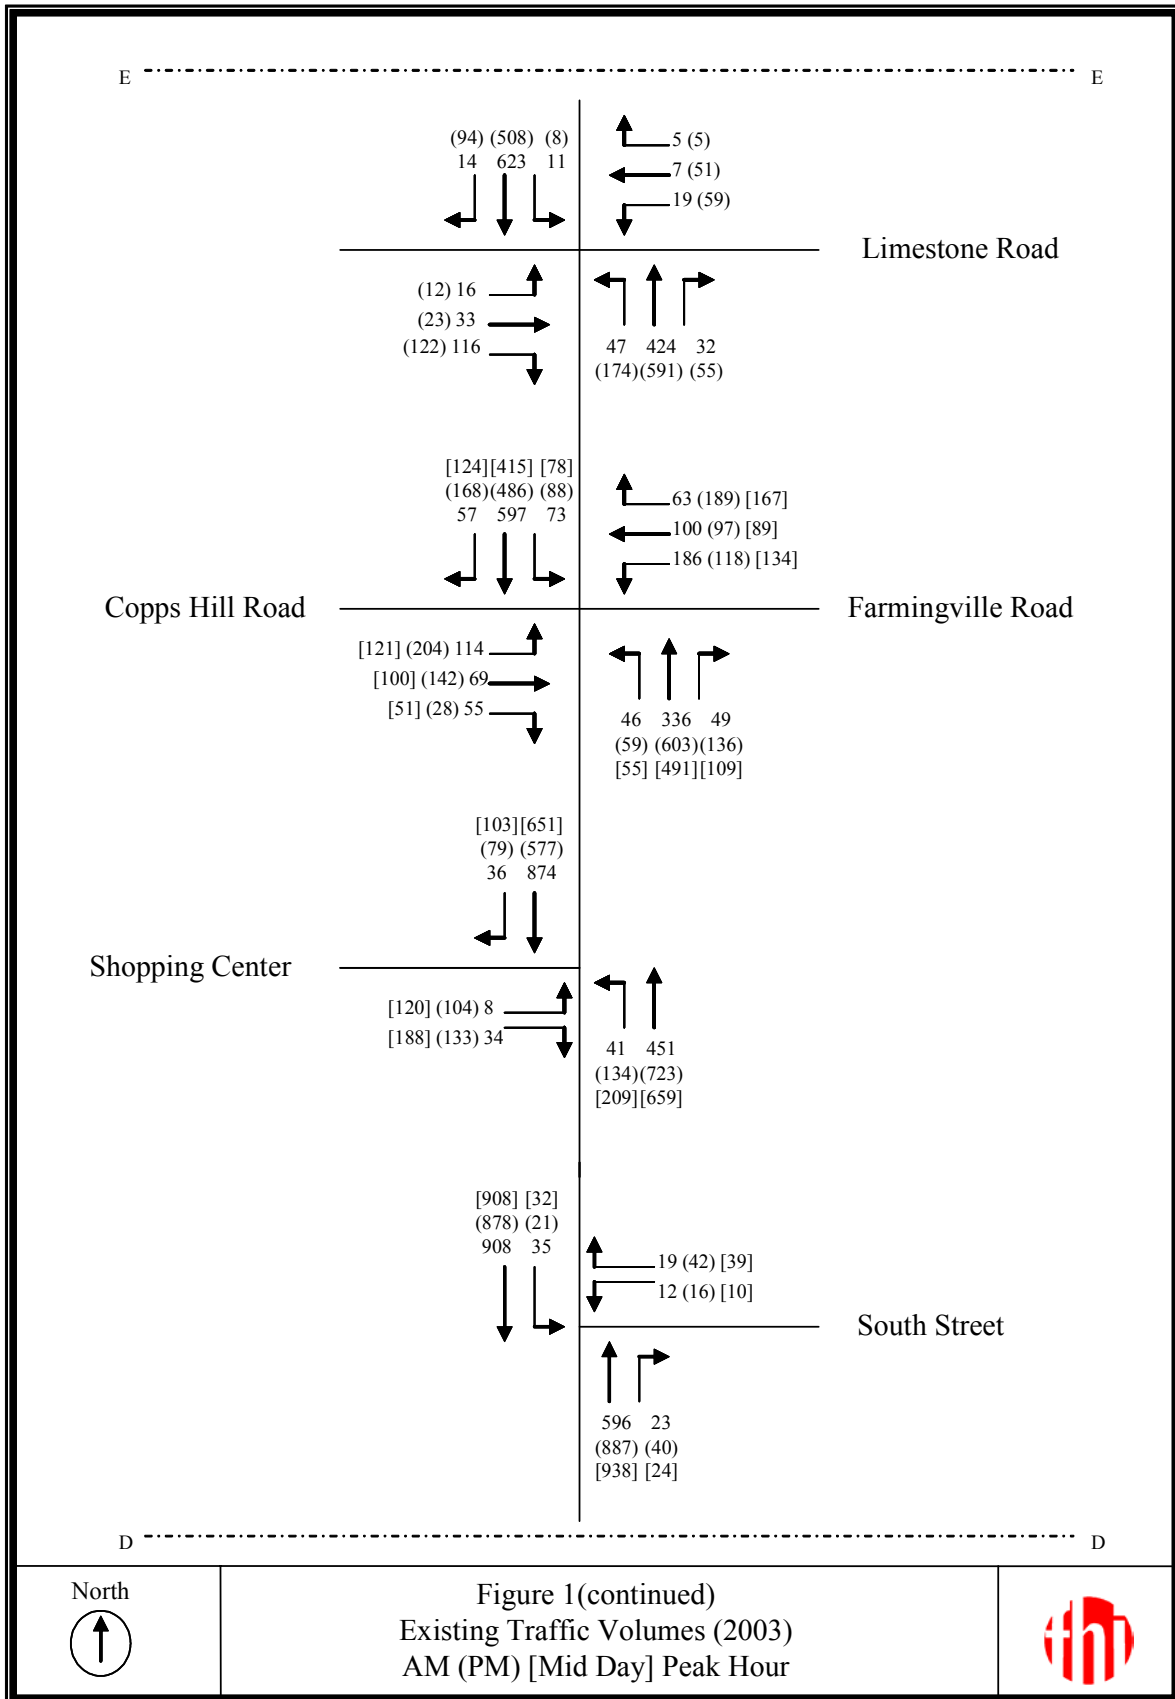 E E
(94) (508) (8)
14 623 11
5 (5)
7 (51)
19 (59)
Limestone Road
(12) 16
(23) 33
(122) 116
47 424 32
(174) (591) (55)
[124] [415] [78]
(168) (486) (88)
57 597 73
63 (189) [167]
100 (97) [89]
186 (118) [134]
Copps Hill Road
Farmingville Road
[121] (204) 114
[100] (142) 69
[51] (28) 55
46 336 49
(59) (603) (136)
[55] [491] [109]
[103] [651]
(79) (577)
36 874
Shopping Center
[120] (104) 8
[188] (133) 34
41 451
(134) (723)
[209] [659]
[908] [32]
(878) (21)
908 35
19 (42) [39]
12 (16) [10]
South Street
596 23
(887) (40)
[938] [24]
D D
North
Figure 1(continued)
Existing Traffic Volumes (2003)
AM (PM) [Mid Day] Peak Hour